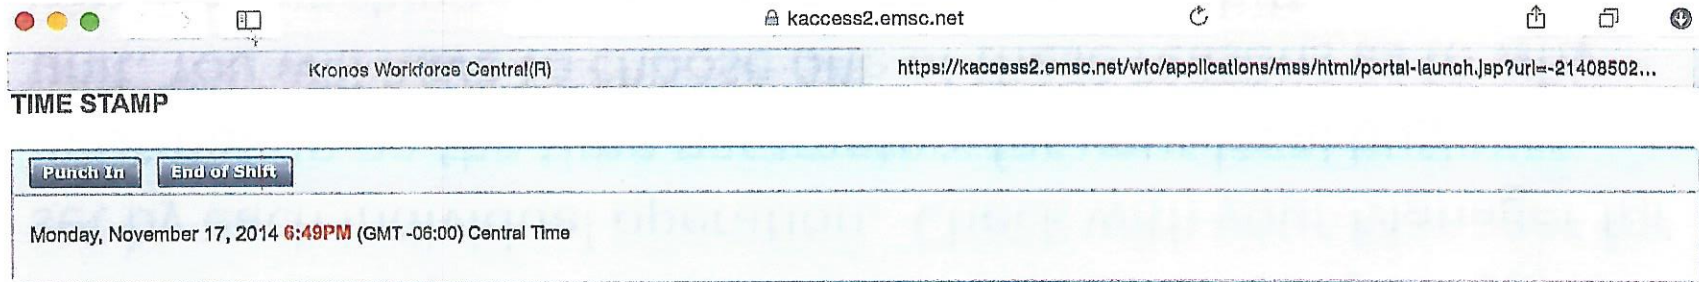 kaccess2.emsc.net
Kronos Workforce Central(R)
https://kaccess2.emsc.net/wfc/applications/mss/html/portal-launch.jsp?url=-21408502...
TIME STAMP
Punch In
End of Shift
Monday, November 17, 2014 6:49PM (GMT -06:00) Central Time